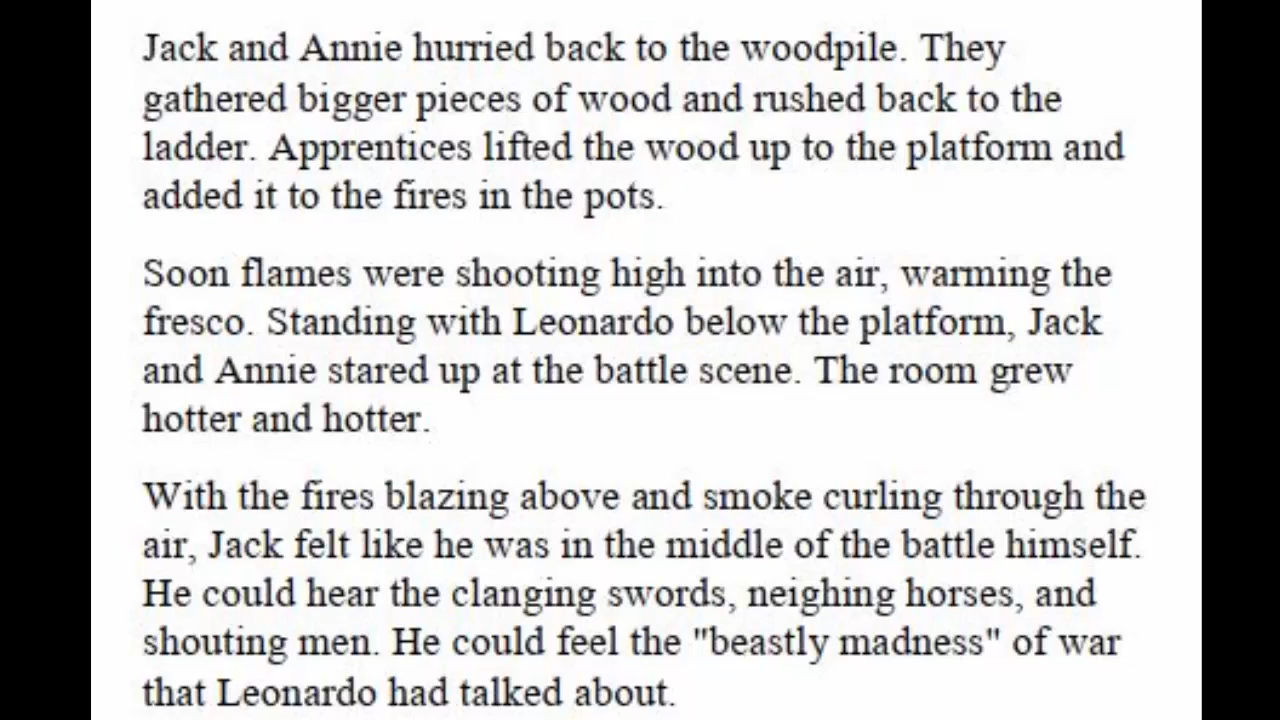 Jack and Annie hurried back to the woodpile. They
gathered bigger pieces of wood and rushed back to the
ladder. Apprentices lifted the wood up to the platform and
added it to the fires in the pots.
Soon flames were shooting high into the air, warming the
fresco. Standing with Leonardo below the platform, Jack
and Annie stared up at the battle scene. The room grew
hotter and hotter.
With the fires blazing above and smoke curling through the
air, Jack felt like he was in the middle of the battle himself.
He could hear the clanging swords, neighing horses, and
shouting men. He could feel the "beastly madness" of war
that Leonardo had talked about.